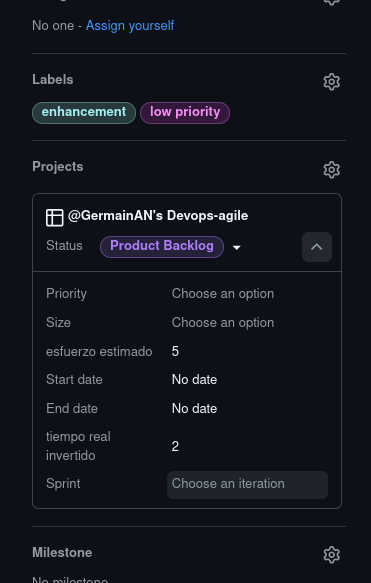 No one - Assign yourself
Labels
enhancement low priority
Projects
@GermainAN's Devops-agile
Status Product Backlog
Priority Choose an option
Size Choose an option
esfuerzo estimado 5
Start date No date
End date No date
tiempo real
invertido 2
Sprint Choose an iteration
Milestone
No milestone